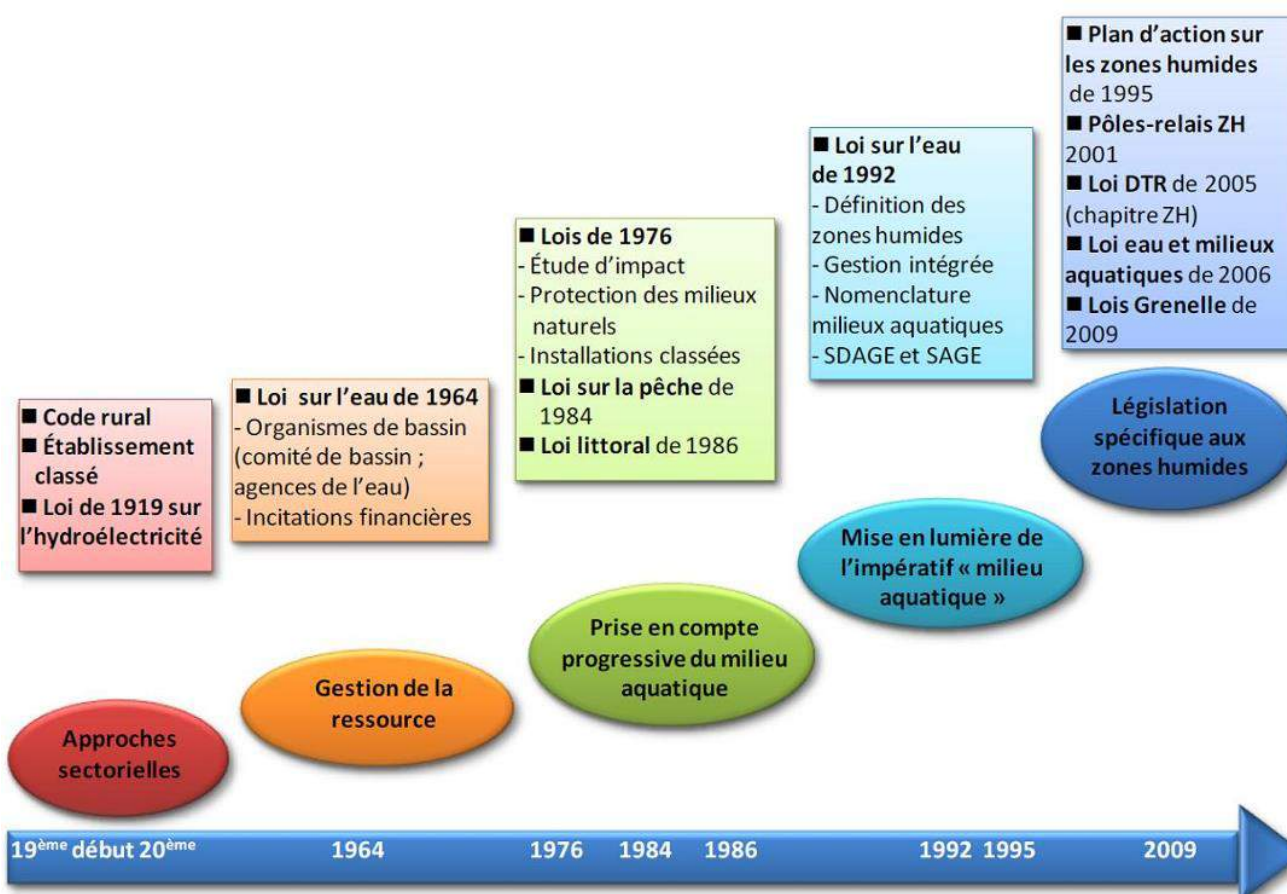 ■ Code rural
■ Établissement
classé
■ Loi de 1919 sur
l'hydroélectricité
■ Loi sur l'eau de 1964
- Organismes de bassin
(comité de bassin ;
agences de l'eau)
- Incitations financières
■ Lois de 1976
- Étude d'impact
- Protection des milieux
naturels
- Installations classées
■ Loi sur la pêche de
1984
■ Loi littoral de 1986
■ Loi sur l'eau
de 1992
- Définition des
zones humides
- Gestion intégrée
- Nomenclature
milieux aquatiques
- SDAGE et SAGE
■ Plan d'action sur
les zones humides
de 1995
■ Pôles-relais ZH
2001
■ Loi DTR de 2005
(chapitre ZH)
■ Loi eau et milieux
aquatiques de 2006
■ Lois Grenelle de
2009
Approches
sectorielles
Gestion de la
ressource
Prise en compte
progressive du milieu
aquatique
Mise en lumière de
l'impératif « milieu
aquatique »
Législation
spécifique aux
zones humides
19ème début 20ème 1964 1976 1984 1986 1992 1995 2009